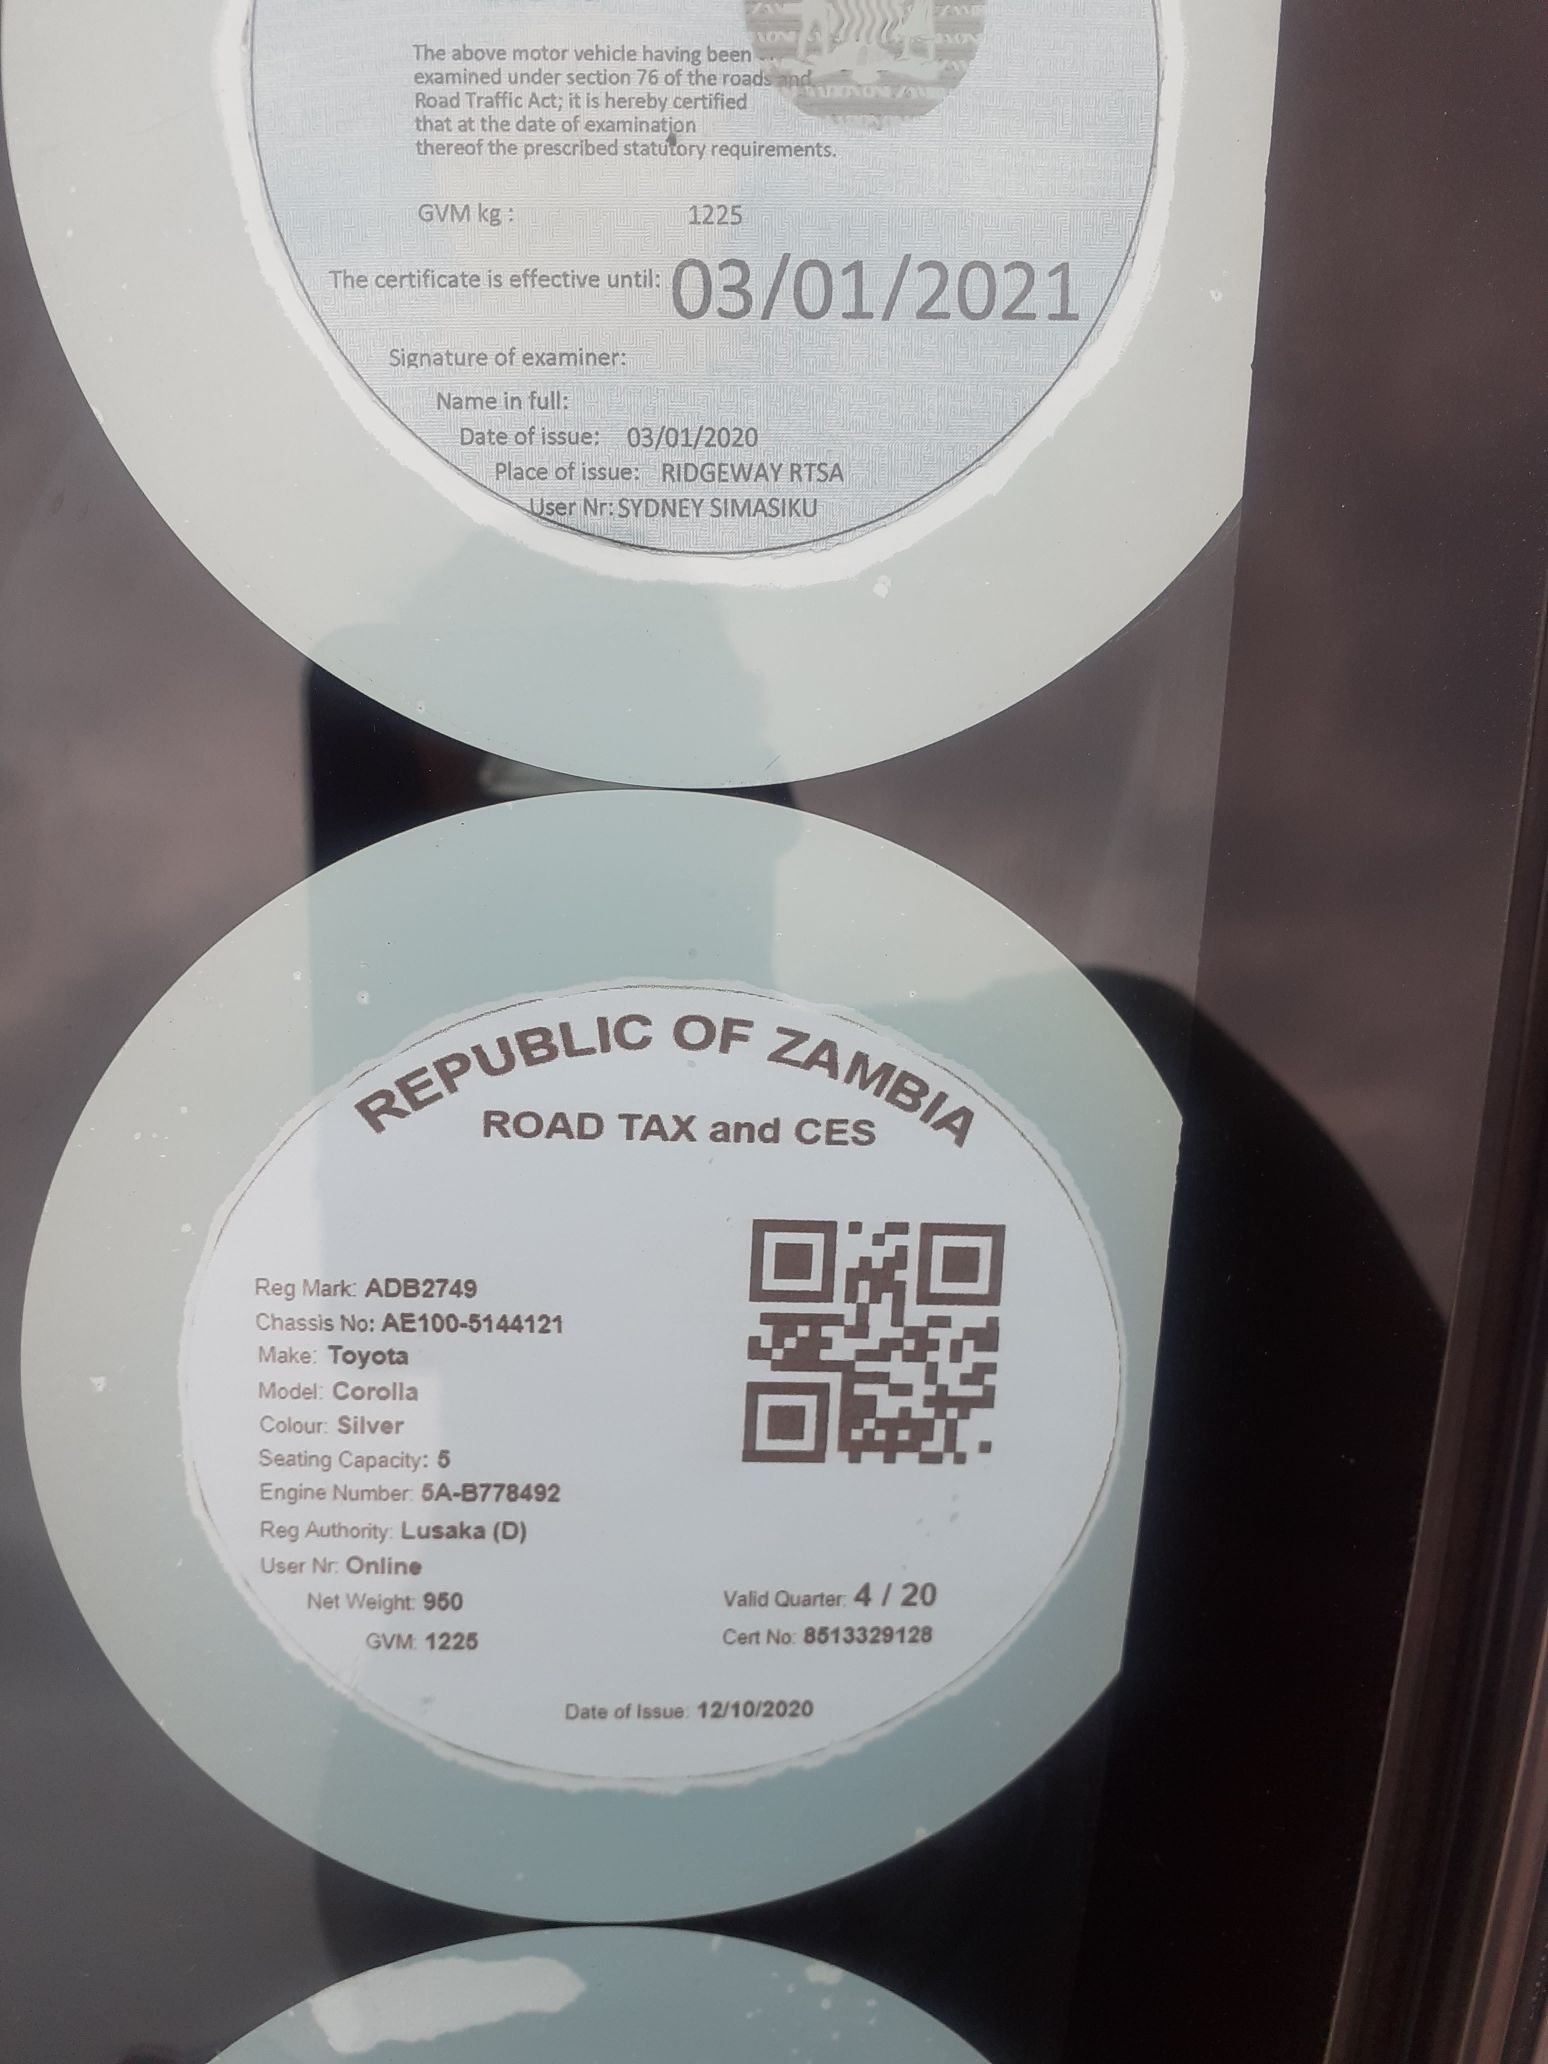 The above motor vehicle having been
examined under section 76 of the roads and
Road Traffic Act; it is hereby certified
that at the date of examination
thereof the prescribed statutory requirements.
GVM kg : 1225
The certificate is effective until: 03/01/2021
Signature of examiner:
Name in full:
Date of issue: 03/01/2020
Place of issue: RIDGEWAY RTSA
User Nr: SYDNEY SIMASIKU
REPUBLIC OF ZAMBIA
ROAD TAX and CES
Reg Mark: ADB2749
Chassis No: AE100-5144121
Make: Toyota
Model: Corolla
Colour: Silver
Seating Capacity: 5
Engine Number: 5A-B778492
Reg Authority: Lusaka (D)
User Nr: Online
Net Weight: 950 Valid Quarter: 4 / 20
GVM: 1225 Cert No: 8513329128
Date of Issue: 12/10/2020